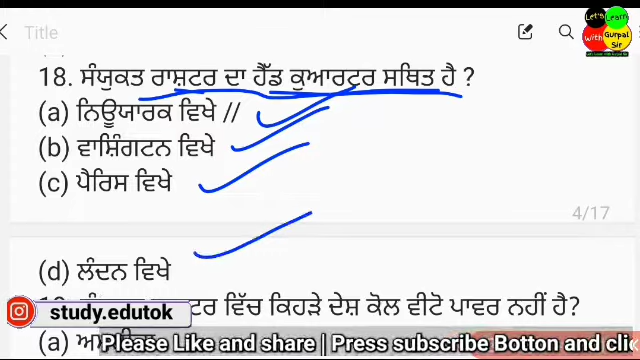 Title
Let's Learn
With Gurpal
Sir
18. ਸੰਯੁਕਤ ਰਾਸ਼ਟਰ ਦਾ ਹੈੱਡ ਕੁਆਰਟਰ ਸਥਿਤ ਹੈ ?
(a) ਨਿਊਯਾਰਕ ਵਿਖੇ //
(b) ਵਾਸ਼ਿੰਗਟਨ ਵਿਖੇ
(c) ਪੈਰਿਸ ਵਿਖੇ
4/17
(d) ਲੰਦਨ ਵਿਖੇ
ਵਿੱਚ ਕਿਹੜੇ ਦੇਸ਼ ਕੋਲ ਵੀਟੋ ਪਾਵਰ ਨਹੀਂ ਹੈ?
study.edutok
(a)
Please Like and share | Press subscribe Botton and clic